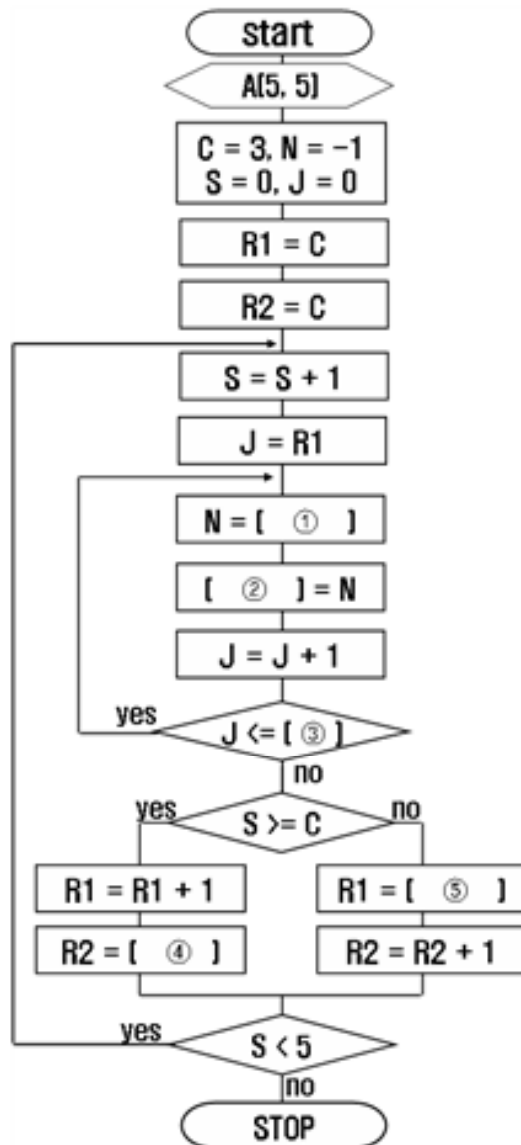 start
A(5, 5)
C = 3, N = -1
S = 0, J = 0
R1 = C
R2 = C
S = S + 1
J = R1
N = [ ① ]
[ ② ] = N
J = J + 1
yes
J <= [ ③ ]
no
yes
S >= C
no
R1 = R1 + 1
R1 = [ ⑤ ]
R2 = [ ④ ]
R2 = R2 + 1
yes
S < 5
no
STOP